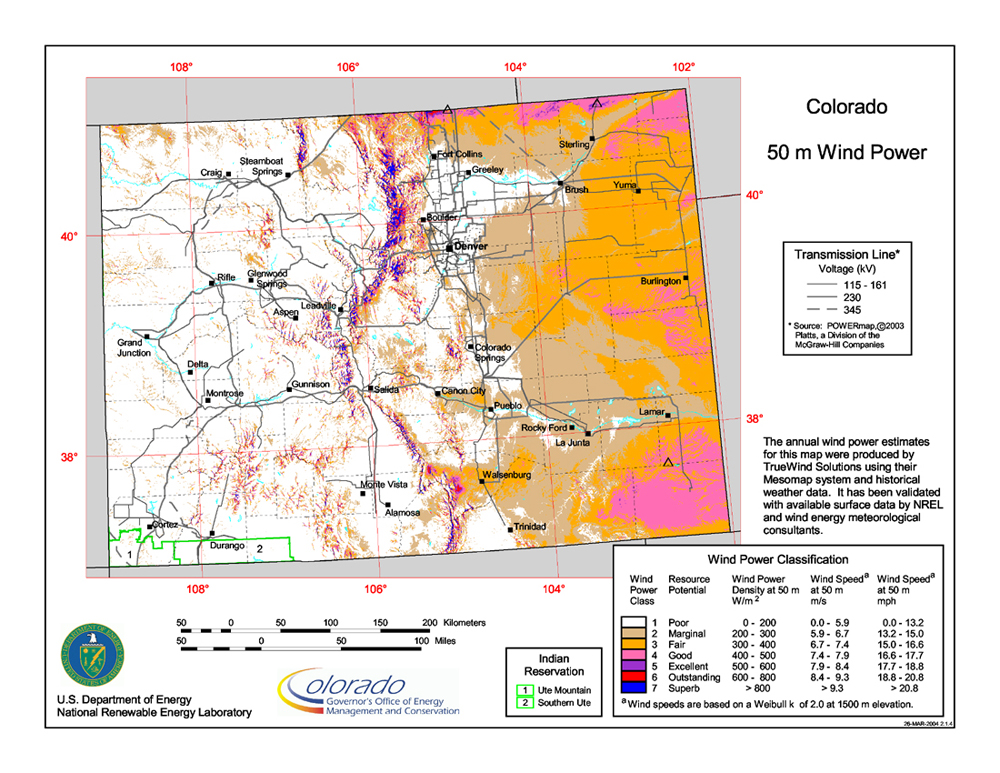 108°
106°
104°
102°
Colorado
50 m Wind Power
Sterling
Fort Collins
Steamboat
Springs
Craig
Greeley
Brush
Yuma
40°
Boulder
40°
Denver
Transmission Line*
Voltage (kV)
115 - 161
230
345
* Source: POWERmap,©2003
Platts, a Division of the
McGraw-Hill Companies
Rifle
Glenwood
Springs
Burlington
Leadville
Aspen
Grand
Junction
Colorado
Springs
Delta
Gunnison
Salida
Canon City
Montrose
Pueblo
Lamar
38°
Rocky Ford
La Junta
38°
The annual wind power estimates
for this map were produced by
TrueWind Solutions using their
Mesomap system and historical
weather data. It has been validated
with available surface data by NREL
and wind energy meteorological
consultants.
Walsenburg
Monte Vista
Alamosa
Cortez
Trinidad
Durango
1
2
108°
106°
104°
Wind Power Classification
Wind Resource Wind Power Wind Speed a Wind Speed a
Power Potential Density at 50 m at 50 m at 50 m
Class W/m 2 m/s mph
1 Poor 0 - 200 0.0 - 5.9 0.0 - 13.2
2 Marginal 200 - 300 5.9 - 6.7 13.2 - 15.0
3 Fair 300 - 400 6.7 - 7.4 15.0 - 16.6
4 Good 400 - 500 7.4 - 7.9 16.6 - 17.7
5 Excellent 500 - 600 7.9 - 8.4 17.7 - 18.8
6 Outstanding 600 - 800 8.4 - 9.3 18.8 - 20.8
7 Superb > 800 > 9.3 > 20.8
a Wind speeds are based on a Weibull k of 2.0 at 1500 m elevation.
50 0 50 100 150 200 Kilometers
50 0 50 100 Miles
Indian
Reservation
1 Ute Mountain
2 Southern Ute
U.S. Department of Energy
National Renewable Energy Laboratory
Colorado
Governor's Office of Energy
Management and Conservation
26-MAR-2004 2.1.4